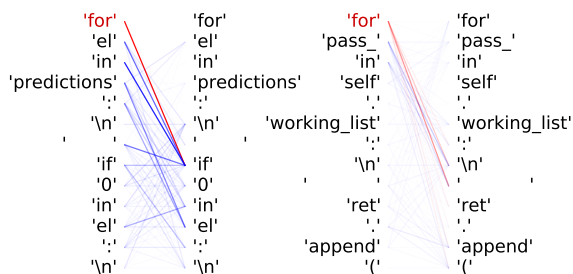 'for' 'for' 'for' 'for'
'el' 'el' 'pass_' 'pass_'
'in' 'in' 'in' 'in'
'predictions' 'predictions' 'self' 'self'
':' ':' '.' '.'
'\n' '\n' 'working_list' 'working_list'
' ' ' ' ':' ':'
'if' 'if' '\n' '\n'
'0' '0' ' ' ' '
'in' 'in' 'ret' 'ret'
'el' 'el' '.' '.'
':' ':' 'append' 'append'
'\n' '\n' '(' '('